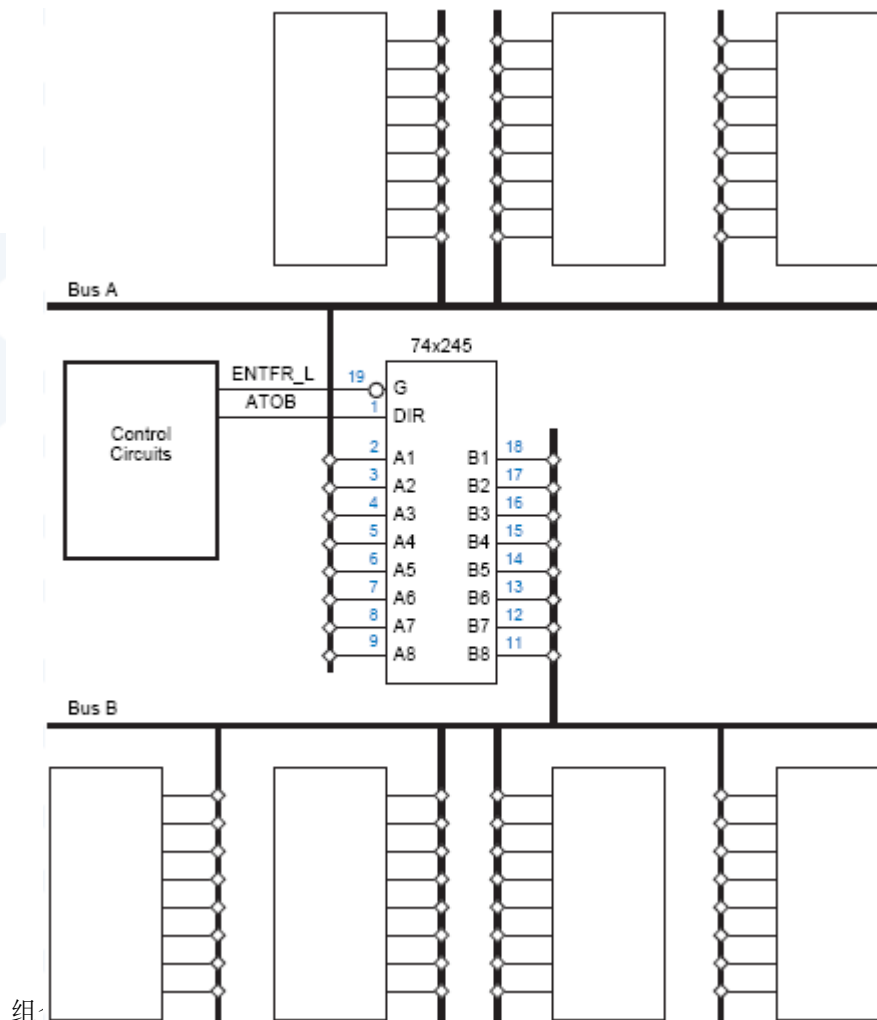 Bus A
74x245
ENTFR_L 19 G
ATOB 1 DIR
Control
Circuits
2 A1 B1 18
3 A2 B2 17
4 A3 B3 16
5 A4 B4 15
6 A5 B5 14
7 A6 B6 13
8 A7 B7 12
9 A8 B8 11
Bus B
组